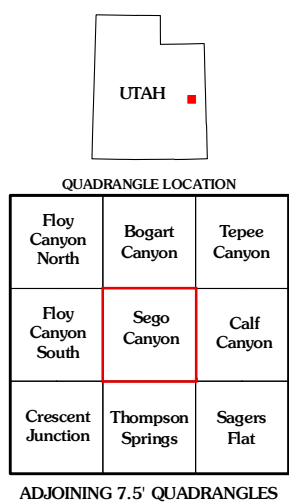 UTAH
QUADRANGLE LOCATION
Floy
Canyon
North
Bogart
Canyon
Tepee
Canyon
Floy
Canyon
South
Sego
Canyon
Calf
Canyon
Crescent
Junction
Thompson
Springs
Sagers
Flat
ADJOINING 7.5' QUADRANGLES